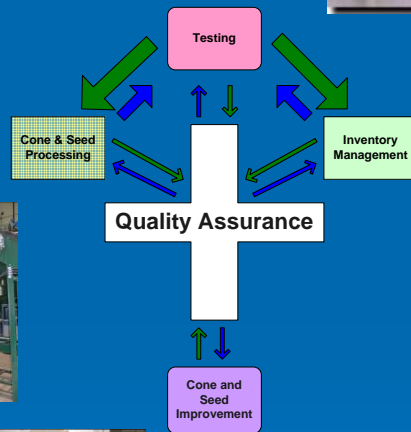 Testing
Cone & Seed
Processing
Inventory
Management
Quality Assurance
Cone and
Seed
Improvement